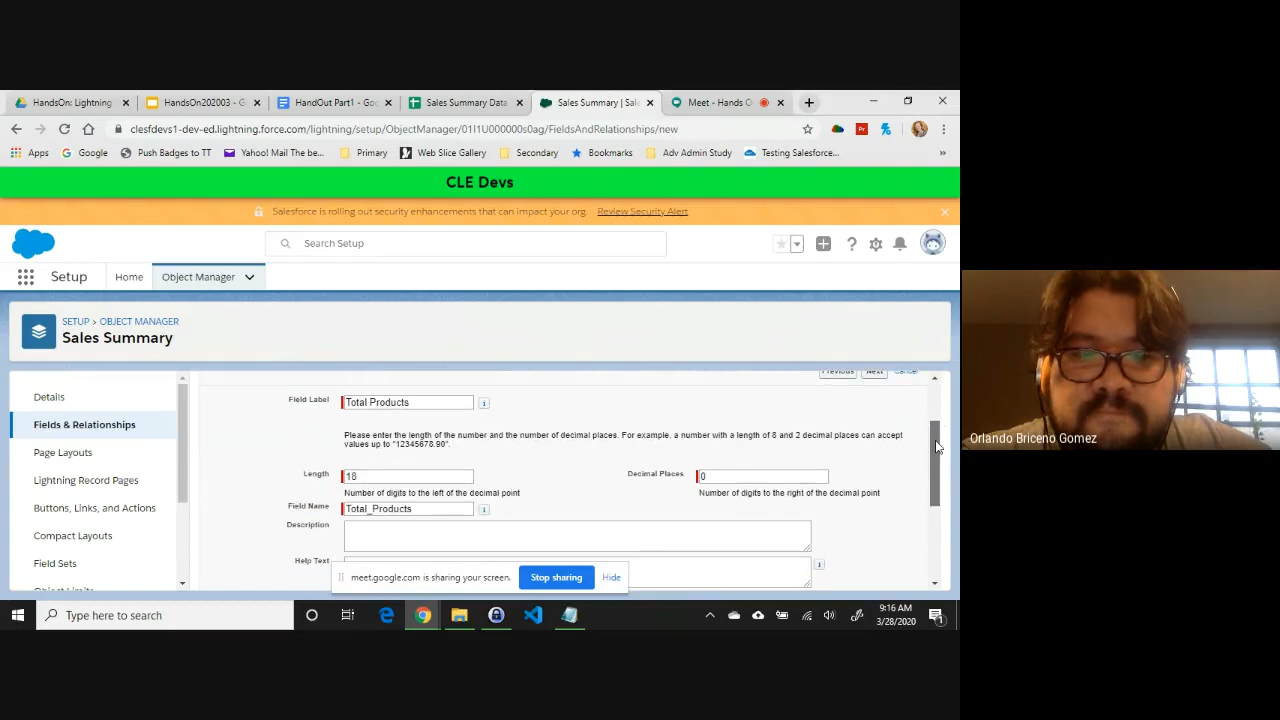 HandsOn: Lightning
HandsOn202003 - G
HandOut Part1 - Goo
Sales Summary Data
Sales Summary | Sale
Meet - Hands O
clesfdevs1-dev-ed.lightning.force.com/lightning/setup/ObjectManager/01I1U000000s0ag/FieldsAndRelationships/new
Apps
Google
Push Badges to TT
Yahoo! Mail The be...
Primary
Web Slice Gallery
Secondary
Bookmarks
Adv Admin Study
Testing Salesforce...
CLE Devs
Salesforce is rolling out security enhancements that can impact your org. Review Security Alert
Search Setup
Setup
Home
Object Manager
SETUP > OBJECT MANAGER
Sales Summary
Details
Fields & Relationships
Page Layouts
Lightning Record Pages
Buttons, Links, and Actions
Compact Layouts
Field Sets
Object Limits
Previous
Next
Cancel
Field Label
Total Products
Please enter the length of the number and the number of decimal places. For example, a number with a length of 8 and 2 decimal places can accept
values up to "12345678.90".
Length
18
Decimal Places
0
Number of digits to the left of the decimal point
Number of digits to the right of the decimal point
Field Name
Total_Products
Description
Help Text
meet.google.com is sharing your screen.
Stop sharing
Hide
Type here to search
9:16 AM
3/28/2020
Orlando Briceno Gomez